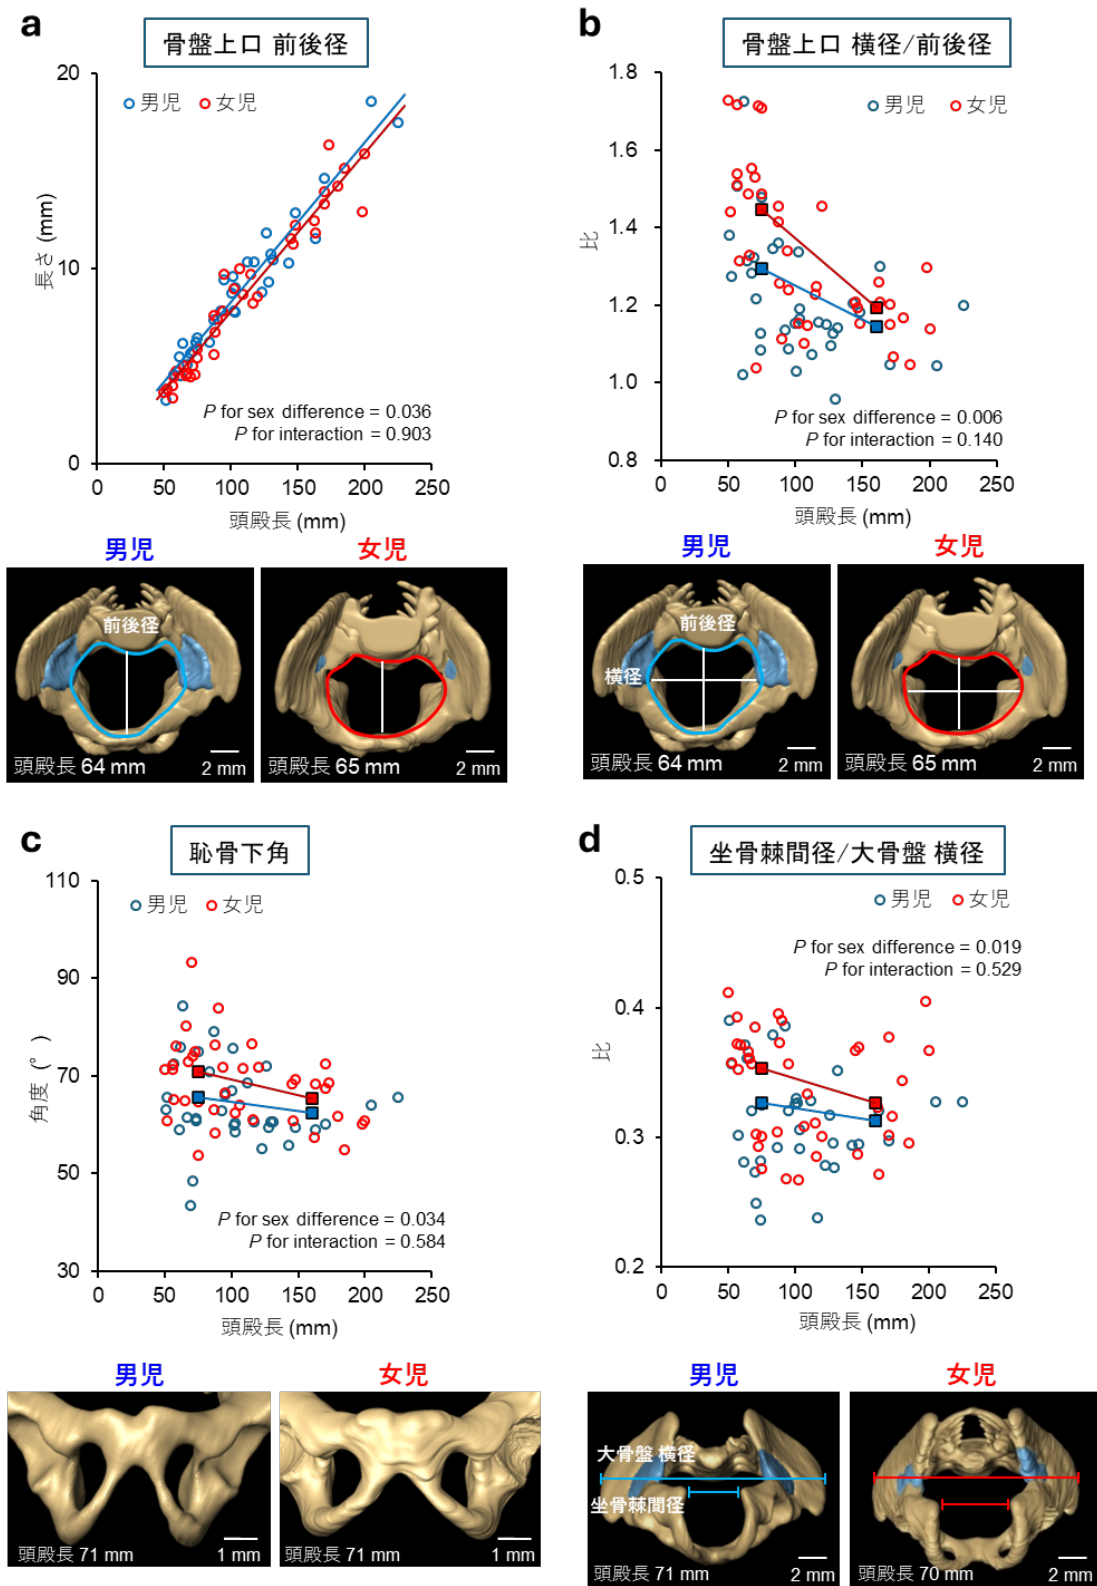 a
骨盤上口 前後径
20
男児 女児
長さ (mm)
10
P for sex difference = 0.036
P for interaction = 0.903
0
0 50 100 150 200 250
頭殿長 (mm)
男児 女児
前後径
頭殿長 64 mm 2 mm
頭殿長 65 mm 2 mm
b
骨盤上口 横径/前後径
1.8
男児 女児
1.6
1.4
比
1.2
1.0
P for sex difference = 0.006
P for interaction = 0.140
0.8
0 50 100 150 200 250
頭殿長 (mm)
男児 女児
前後径
横径
頭殿長 64 mm 2 mm
頭殿長 65 mm 2 mm
c
恥骨下角
110
男児 女児
90
角度 (°)
70
50
P for sex difference = 0.034
P for interaction = 0.584
30
0 50 100 150 200 250
頭殿長 (mm)
男児 女児
頭殿長 71 mm 1 mm
頭殿長 71 mm 1 mm
d
坐骨棘間径/大骨盤 横径
0.5
男児 女児
P for sex difference = 0.019
P for interaction = 0.529
0.4
比
0.3
0.2
0 50 100 150 200 250
頭殿長 (mm)
男児 女児
大骨盤 横径
坐骨棘間径
頭殿長 71 mm 2 mm
頭殿長 70 mm 2 mm